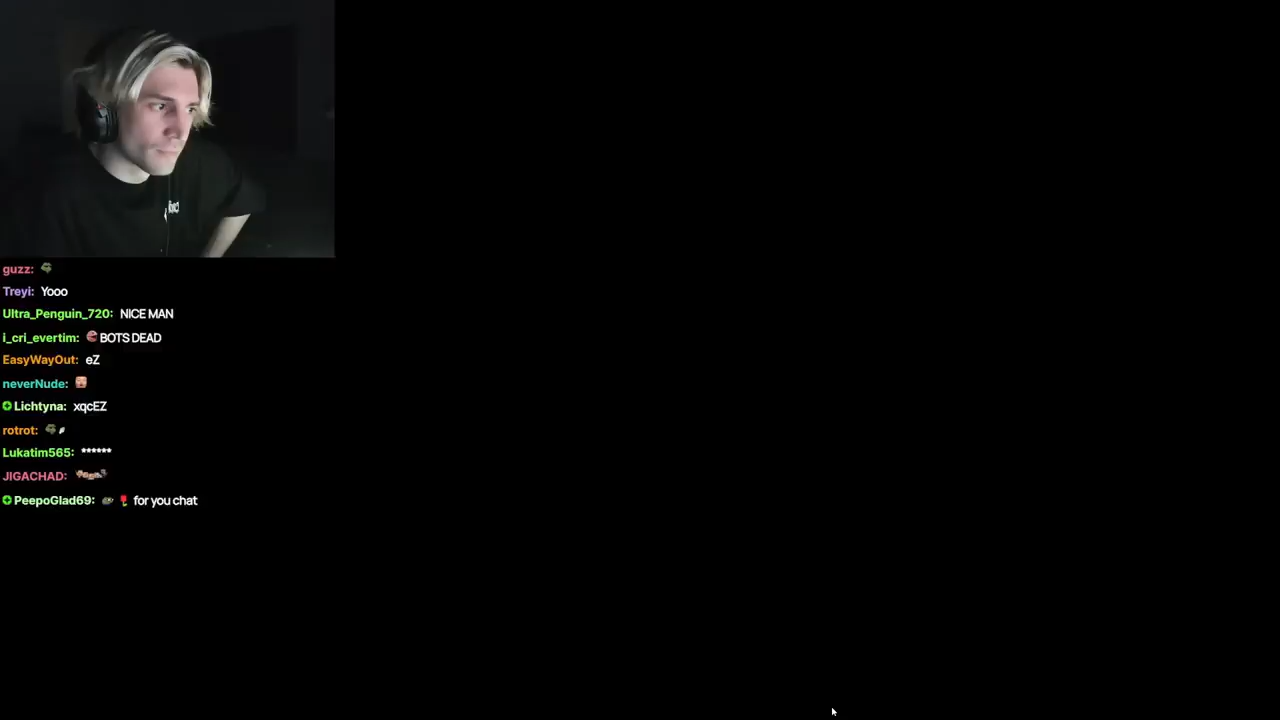 guzz:
Treyi: Yooo
Ultra_Penguin_720: NICE MAN
i_cri_evertim: BOTS DEAD
EasyWayOut: eZ
neverNude:
Lichtyna: xqcEZ
rotrot:
Lukatim565: ******
JIGACHAD:
PeepoGlad69: for you chat